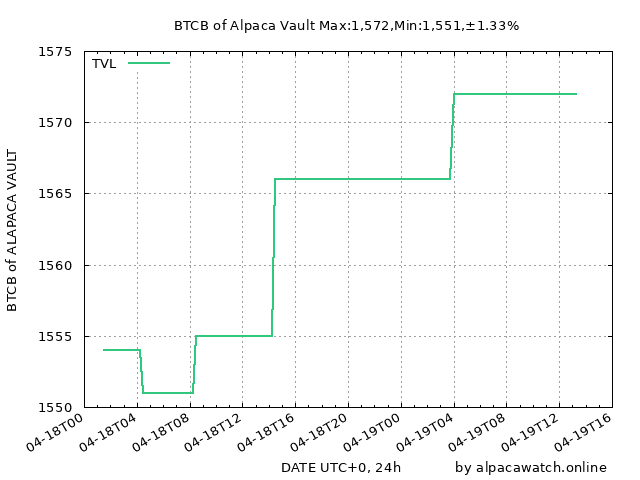 BTCB of Alpaca Vault Max:1,572,Min:1,551,±1.33%
1575
TVL
1570
1565
1560
1555
1550
BTCB of ALAPACA VAULT
04-18T00
04-18T04
04-18T08
04-18T12
04-18T16
04-18T20
04-19T00
04-19T04
04-19T08
04-19T12
04-19T16
DATE UTC+0, 24h
by alpacawatch.online